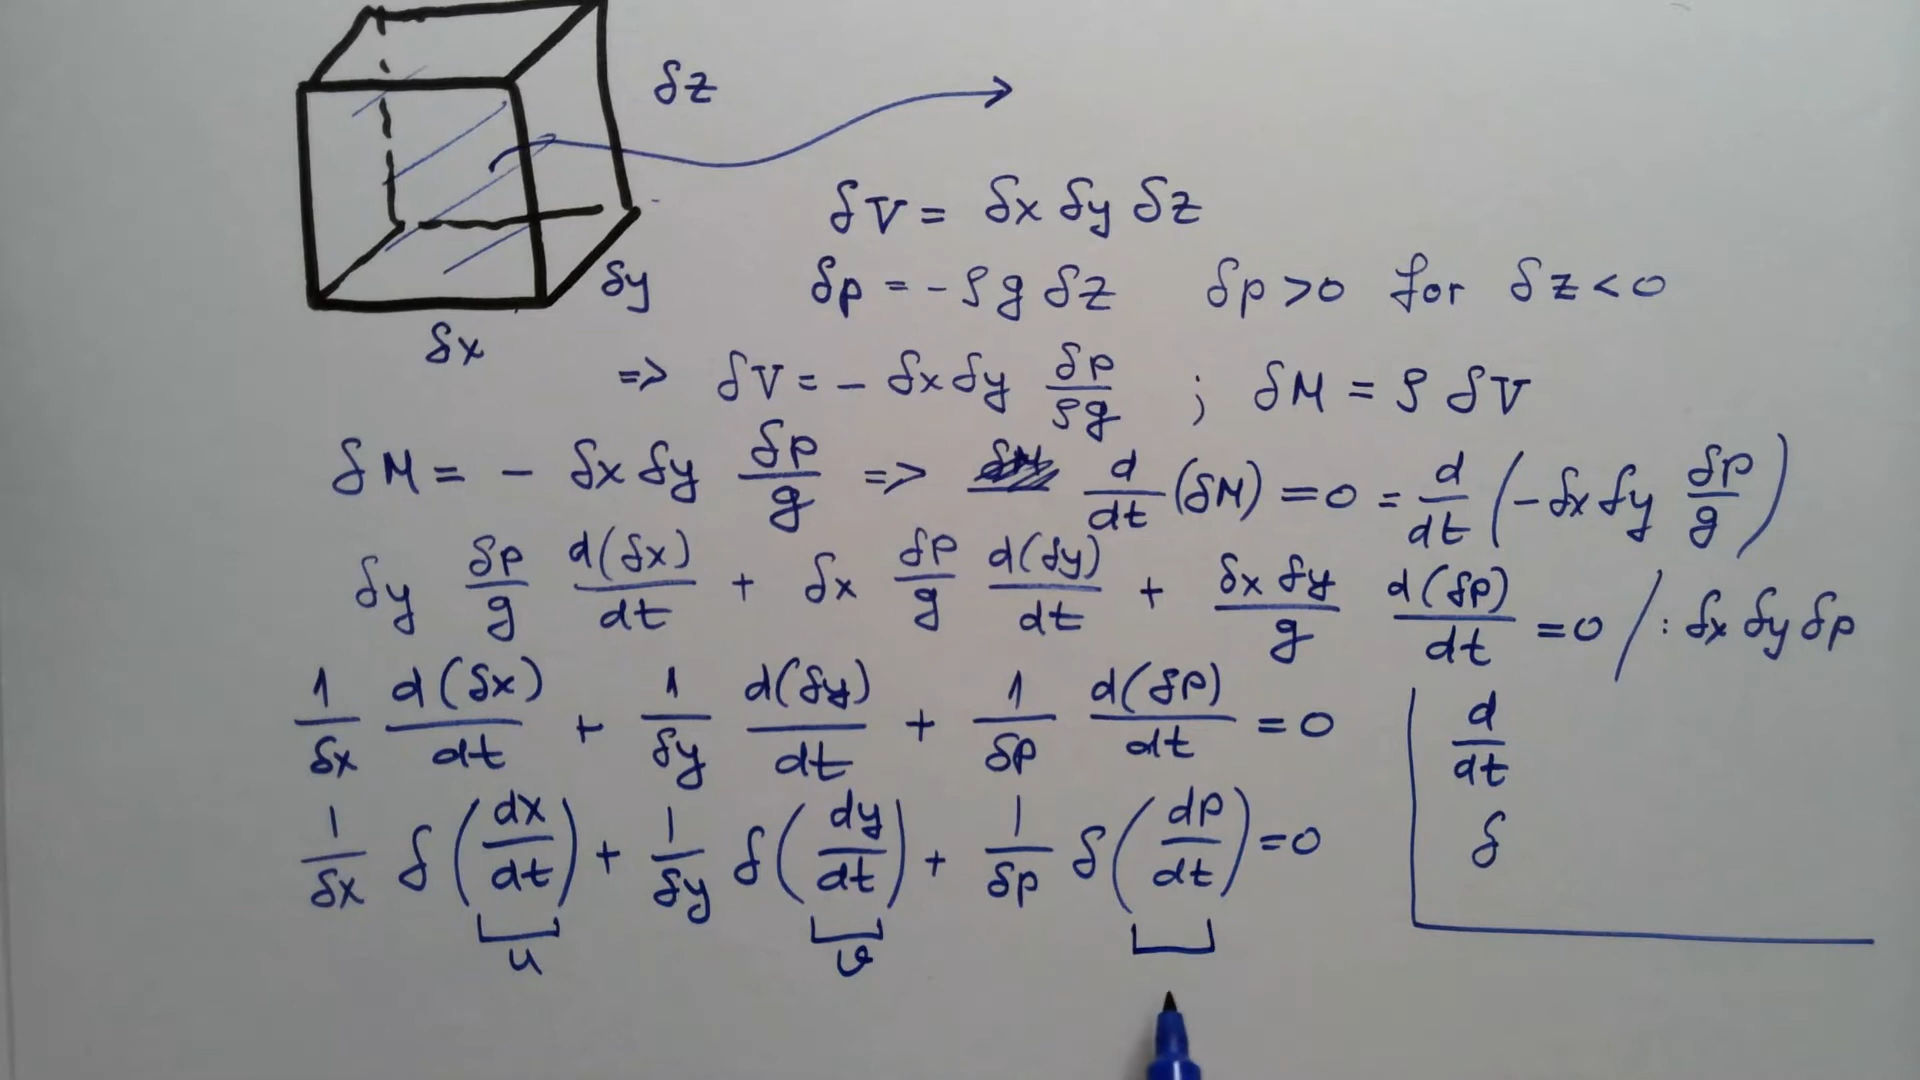 δz
δV = δx δy δz
δy
δp = - ρg δz δp > 0 for δz < 0
δx
=> δV = - δx δy δp/ρg ; δM = ρ δV
δM = - δx δy δp/g => d/dt (δM) = 0 = d/dt (- δx δy δp/g)
δy δp/g d(δx)/dt + δx δp/g d(δy)/dt + δx δy/g d(δp)/dt = 0 / : δx δy δp
1/δx d(δx)/dt + 1/δy d(δy)/dt + 1/δp d(δp)/dt = 0
d/dt
1/δx δ(dx/dt) + 1/δy δ(dy/dt) + 1/δp δ(dp/dt) = 0
δ
u v